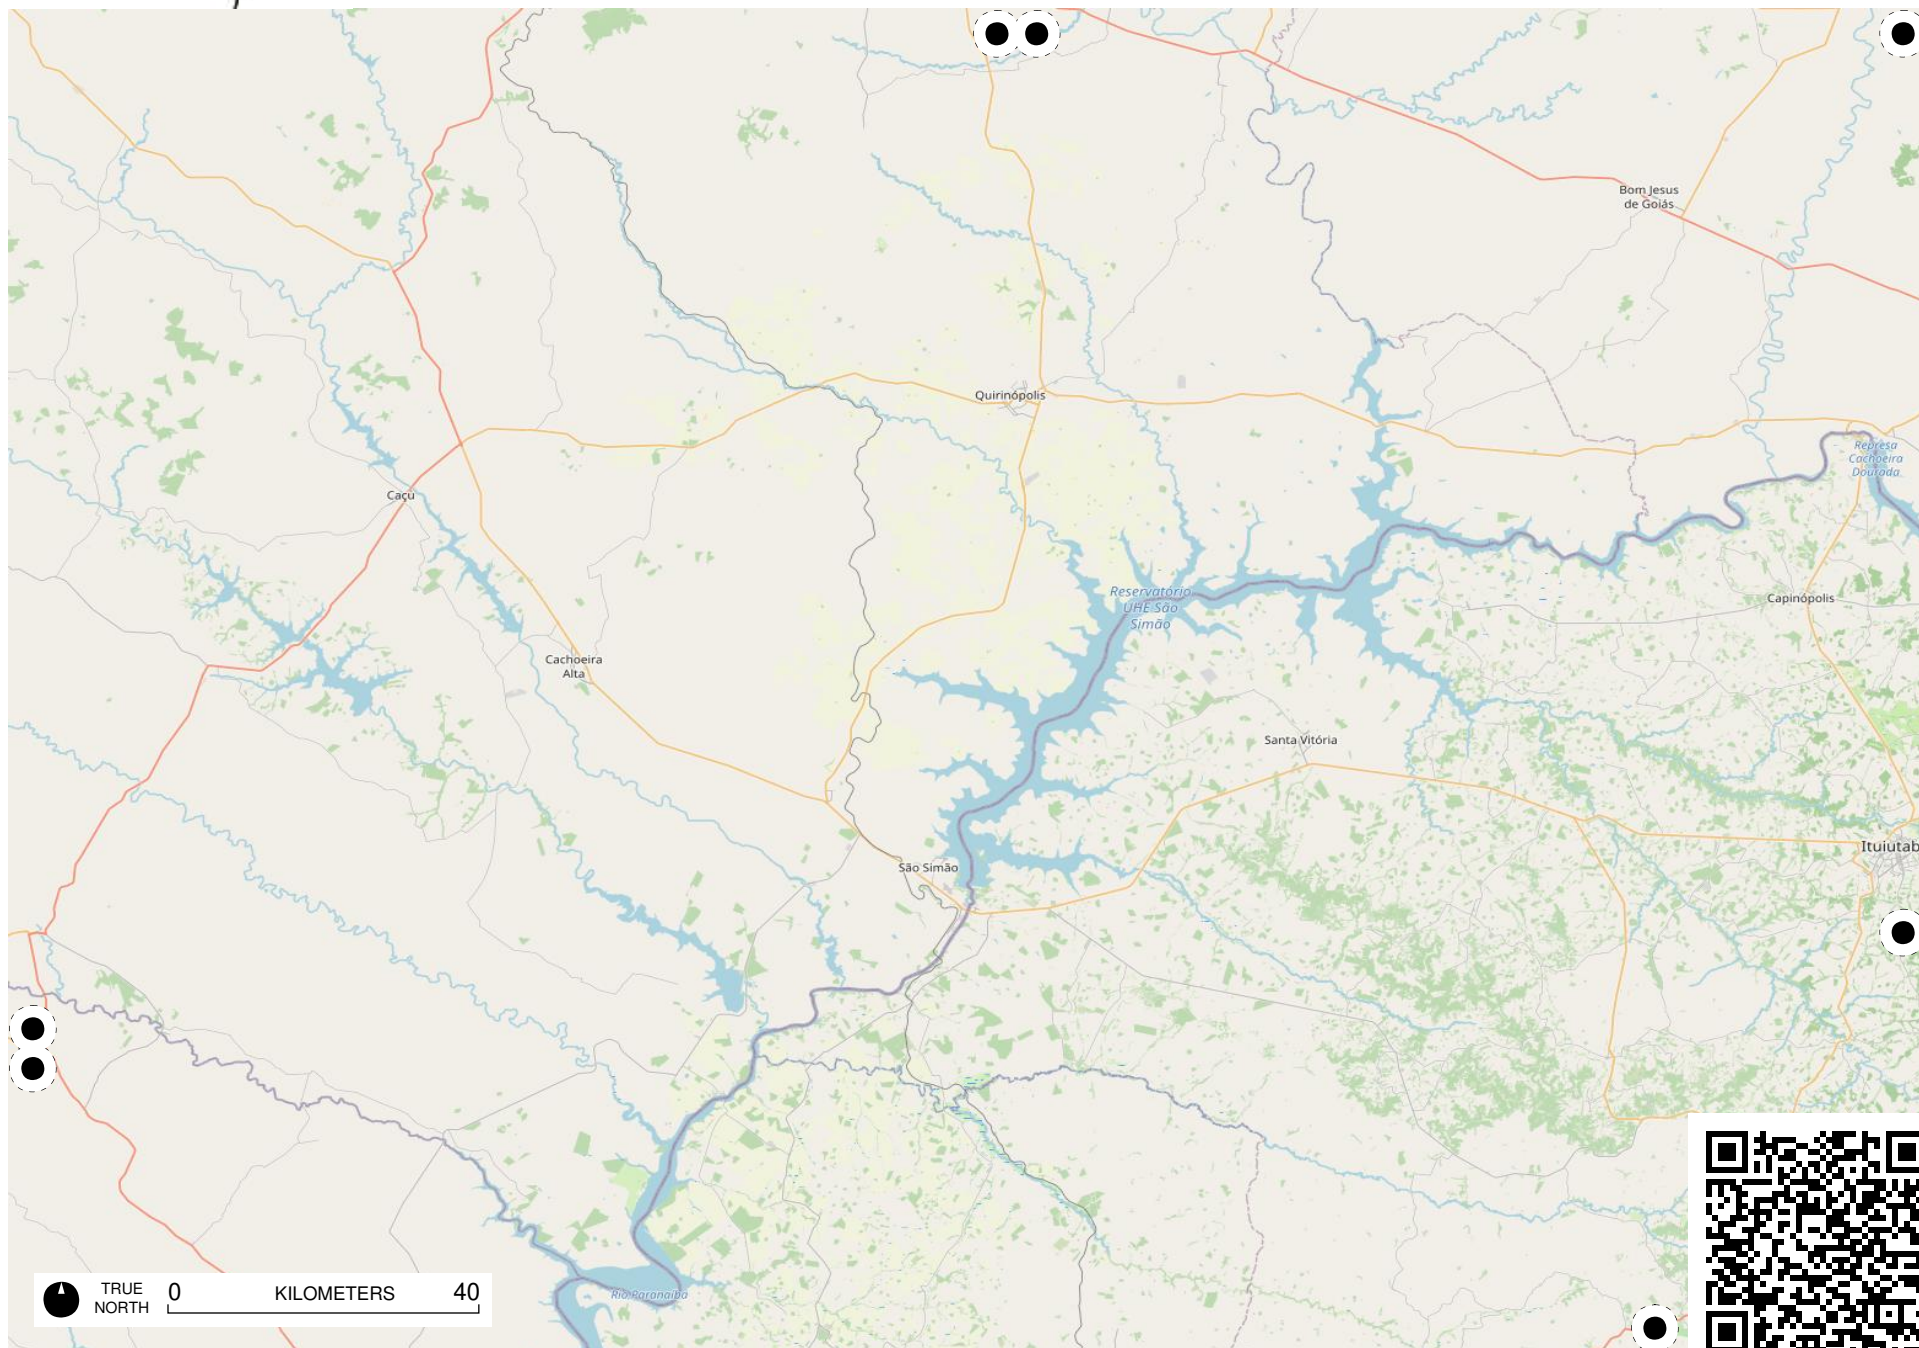 Bom Jesus
de Goiás
Quirinópolis
Represa
Cachoeira
Dourada
Caçu
Reservatório
UHE São
Simão
Capinópolis
Cachoeira
Alta
Santa Vitória
São Simão
Ituiutab
TRUE
NORTH
0 KILOMETERS 40
Rio Paranaíba